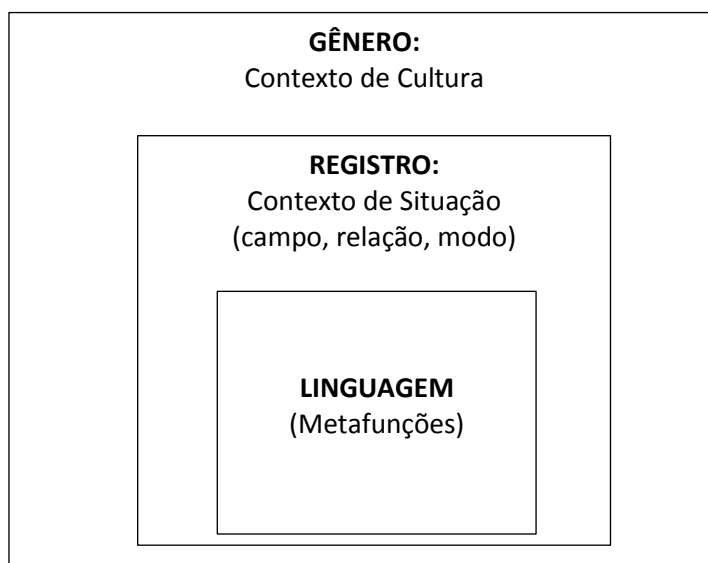 GÊNERO:
Contexto de Cultura
REGISTRO:
Contexto de Situação
(campo, relação, modo)
LINGUAGEM
(Metafunções)